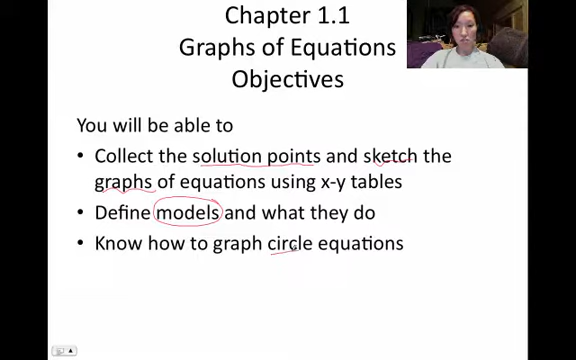 Chapter 1.1
Graphs of Equations
Objectives
You will be able to
• Collect the solution points and sketch the
graphs of equations using x-y tables
• Define models and what they do
• Know how to graph circle equations